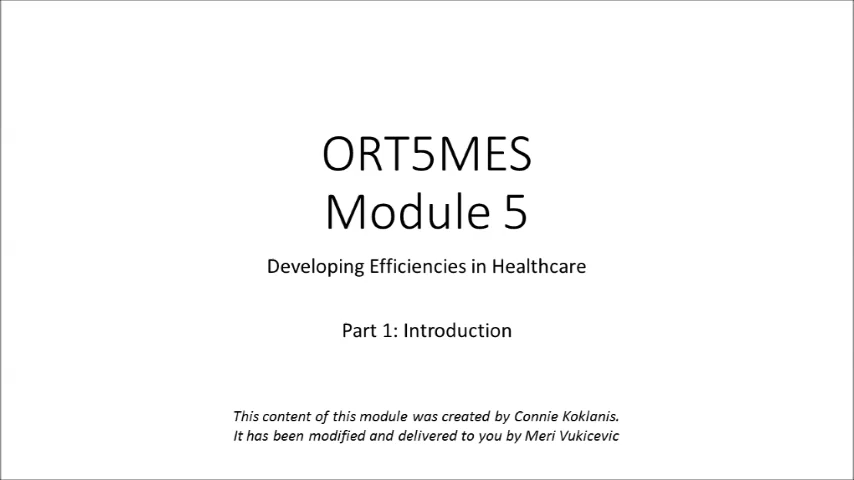 ORT5MES
Module 5
Developing Efficiencies in Healthcare
Part 1: Introduction
This content of this module was created by Connie Koklanis.
It has been modified and delivered to you by Meri Vukicevic